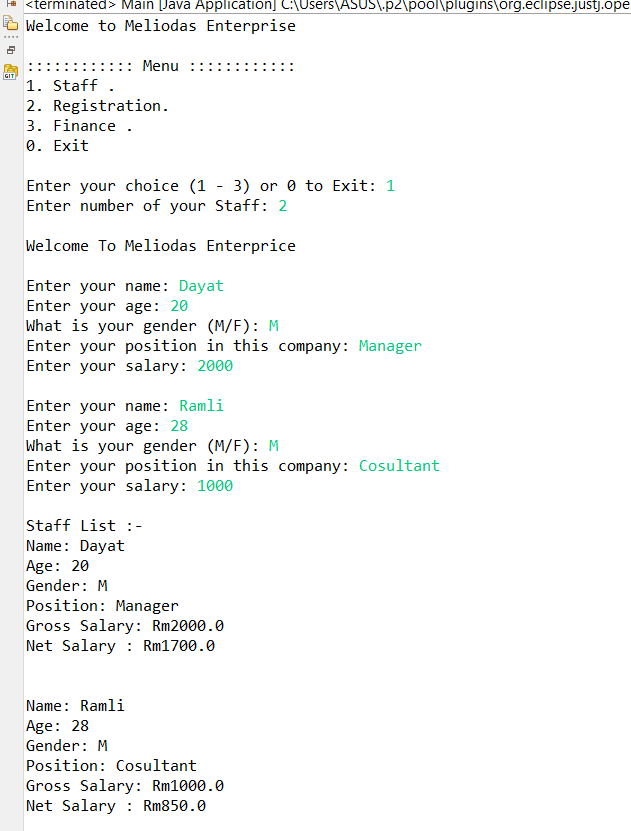 <terminated> Main [Java Application] C:\Users\ASUS\.p2\pool\plugins\org.eclipse.justj.ope
Welcome to Meliodas Enterprise
:::::::::::: Menu ::::::::::::
1. Staff .
2. Registration.
3. Finance .
0. Exit
Enter your choice (1 - 3) or 0 to Exit: 1
Enter number of your Staff: 2
Welcome To Meliodas Enterprice
Enter your name: Dayat
Enter your age: 20
What is your gender (M/F): M
Enter your position in this company: Manager
Enter your salary: 2000
Enter your name: Ramli
Enter your age: 28
What is your gender (M/F): M
Enter your position in this company: Cosultant
Enter your salary: 1000
Staff List :-
Name: Dayat
Age: 20
Gender: M
Position: Manager
Gross Salary: Rm2000.0
Net Salary : Rm1700.0
Name: Ramli
Age: 28
Gender: M
Position: Cosultant
Gross Salary: Rm1000.0
Net Salary : Rm850.0
GIT